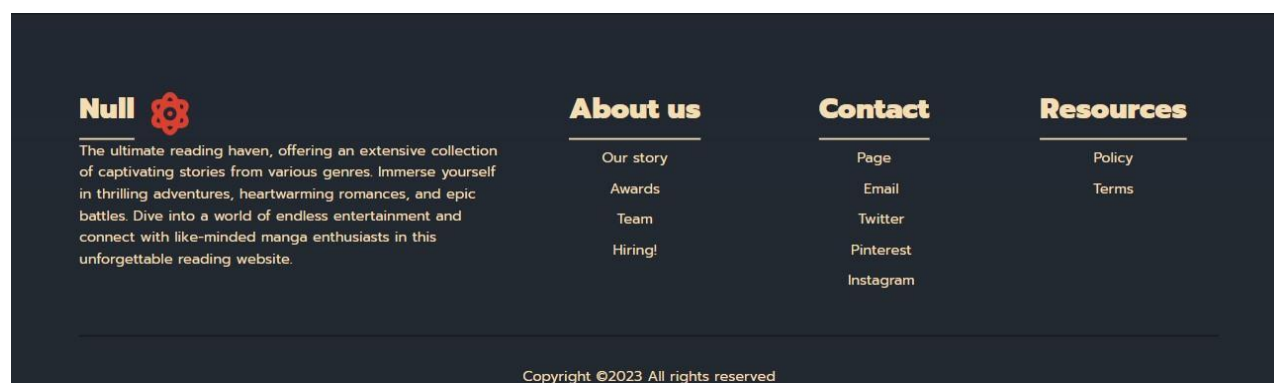 Null
The ultimate reading haven, offering an extensive collection
of captivating stories from various genres. Immerse yourself
in thrilling adventures, heartwarming romances, and epic
battles. Dive into a world of endless entertainment and
connect with like-minded manga enthusiasts in this
unforgettable reading website.
About us
Our story
Awards
Team
Hiring!
Contact
Page
Email
Twitter
Pinterest
Instagram
Resources
Policy
Terms
Copyright ©2023 All rights reserved